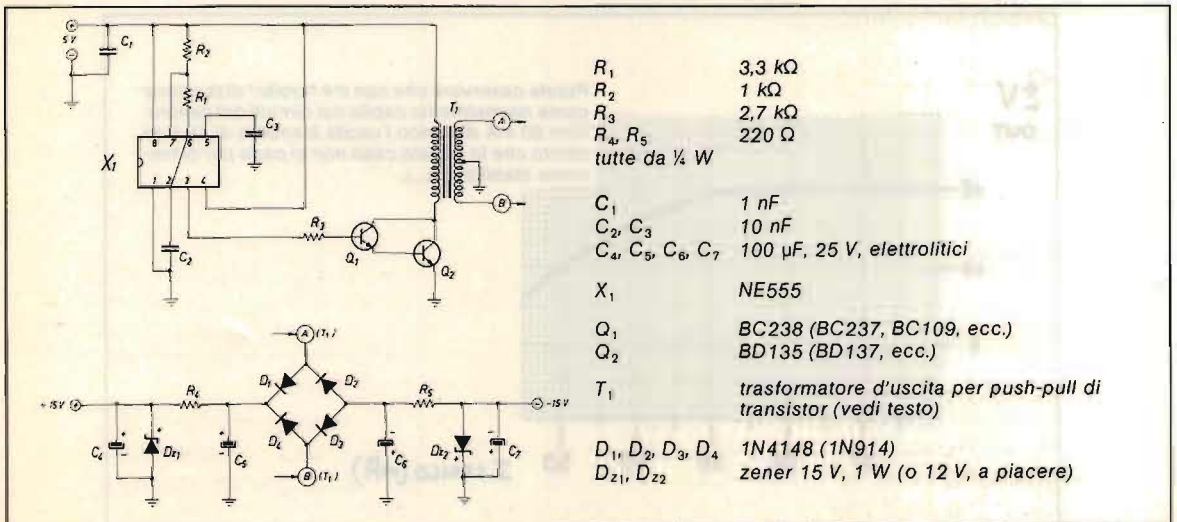 5 V
C1
R2
R1
C3
X1
8 7 6 5
1 2 3 4
C2
T1
A
B
R3
Q1
Q2
A (T1)
D1
D2
D4
D3
B (T1)
+ 15 V
C4
Dz1
R4
C5
C6
R5
Dz2
C7
-15 V
R1 3,3 kΩ
R2 1 kΩ
R3 2,7 kΩ
R4, R5 220 Ω
tutte da ¼ W
C1 1 nF
C2, C3 10 nF
C4, C5, C6, C7 100 µF, 25 V, elettrolitici
X1 NE555
Q1 BC238 (BC237, BC109, ecc.)
Q2 BD135 (BD137, ecc.)
T1 trasformatore d'uscita per push-pull di
transistor (vedi testo)
D1, D2, D3, D4 1N4148 (1N914)
Dz1, Dz2 zener 15 V, 1 W (o 12 V, a piacere)